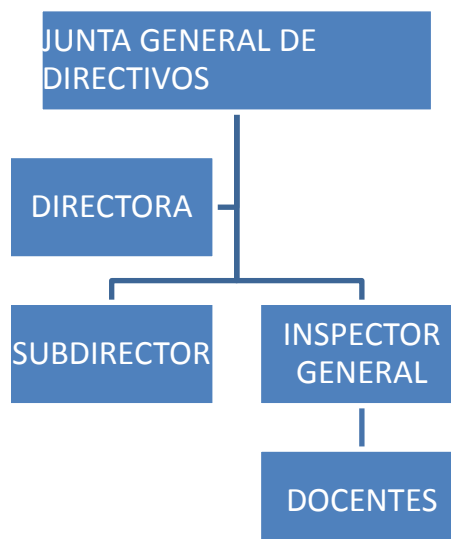 JUNTA GENERAL DE
DIRECTIVOS
DIRECTORA
SUBDIRECTOR
INSPECTOR
GENERAL
DOCENTES